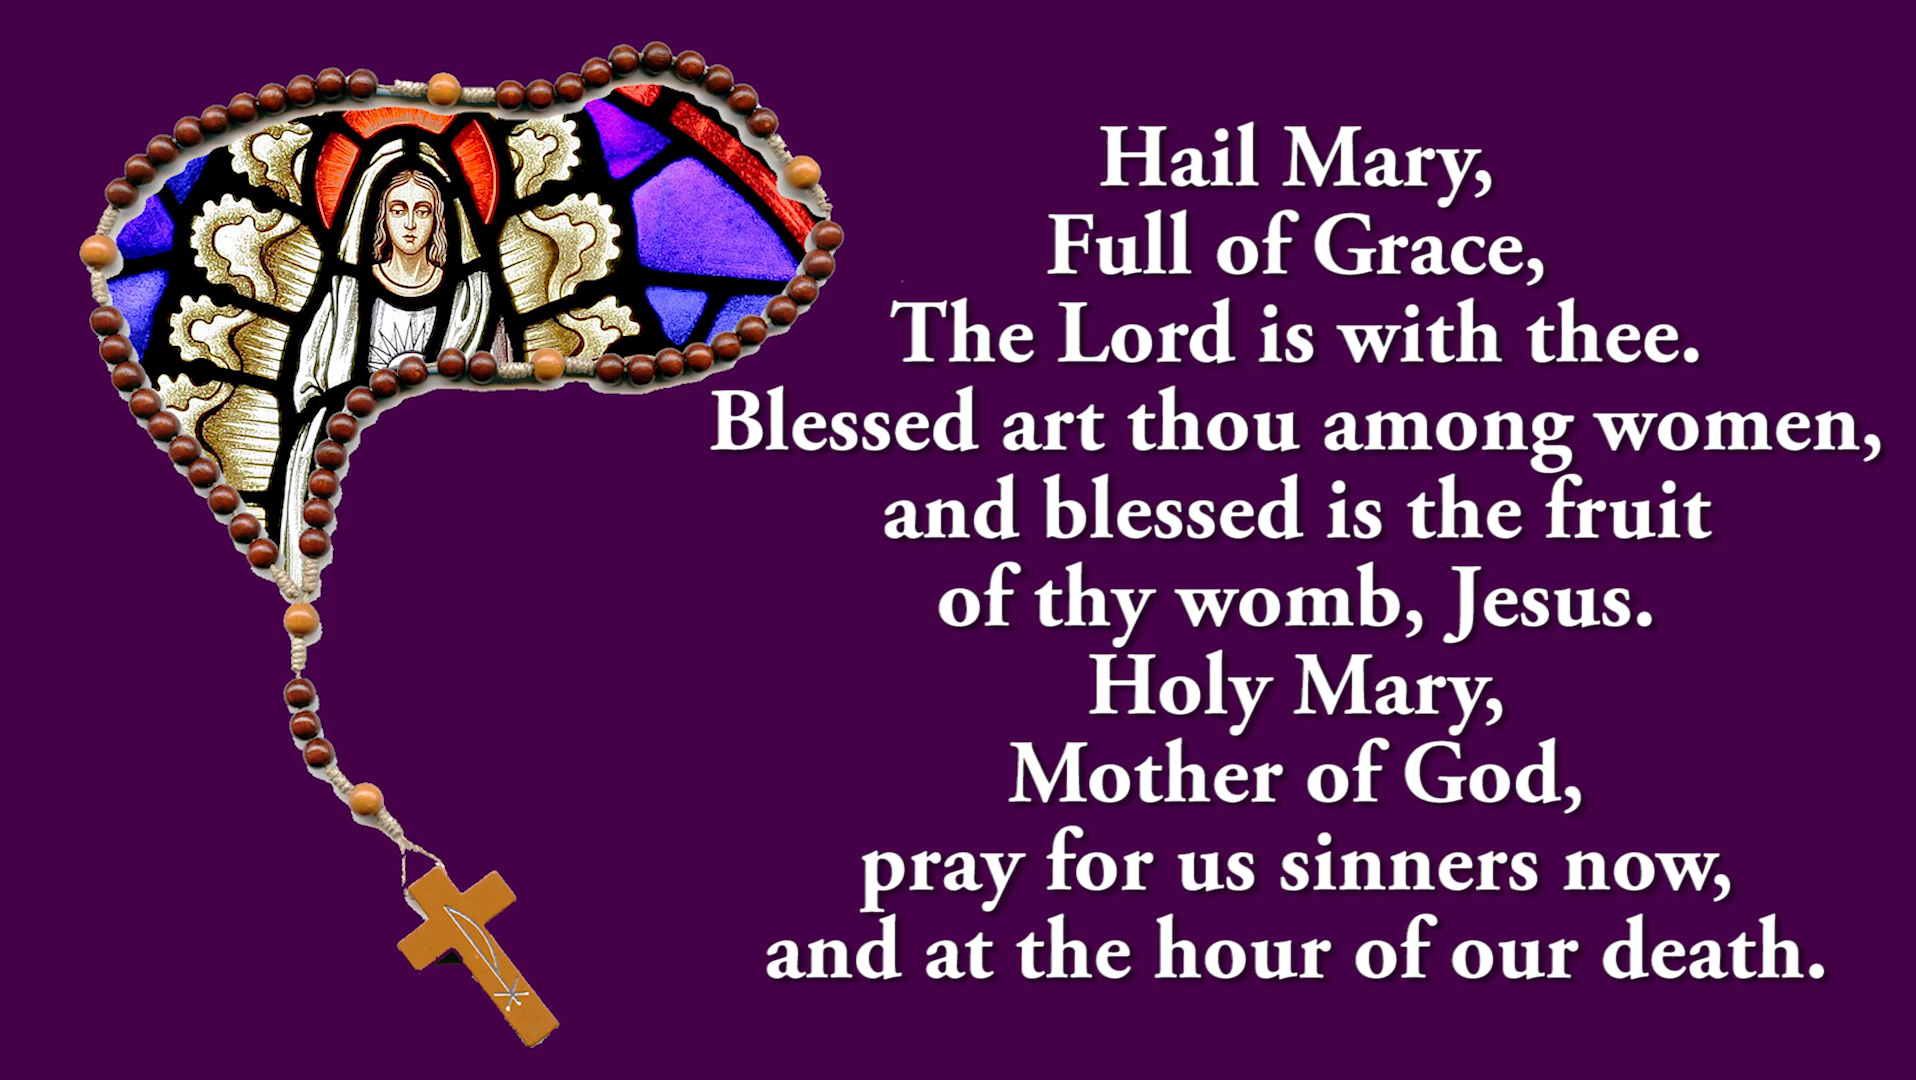 Hail Mary,
Full of Grace,
The Lord is with thee.
Blessed art thou among women,
and blessed is the fruit
of thy womb, Jesus.
Holy Mary,
Mother of God,
pray for us sinners now,
and at the hour of our death.